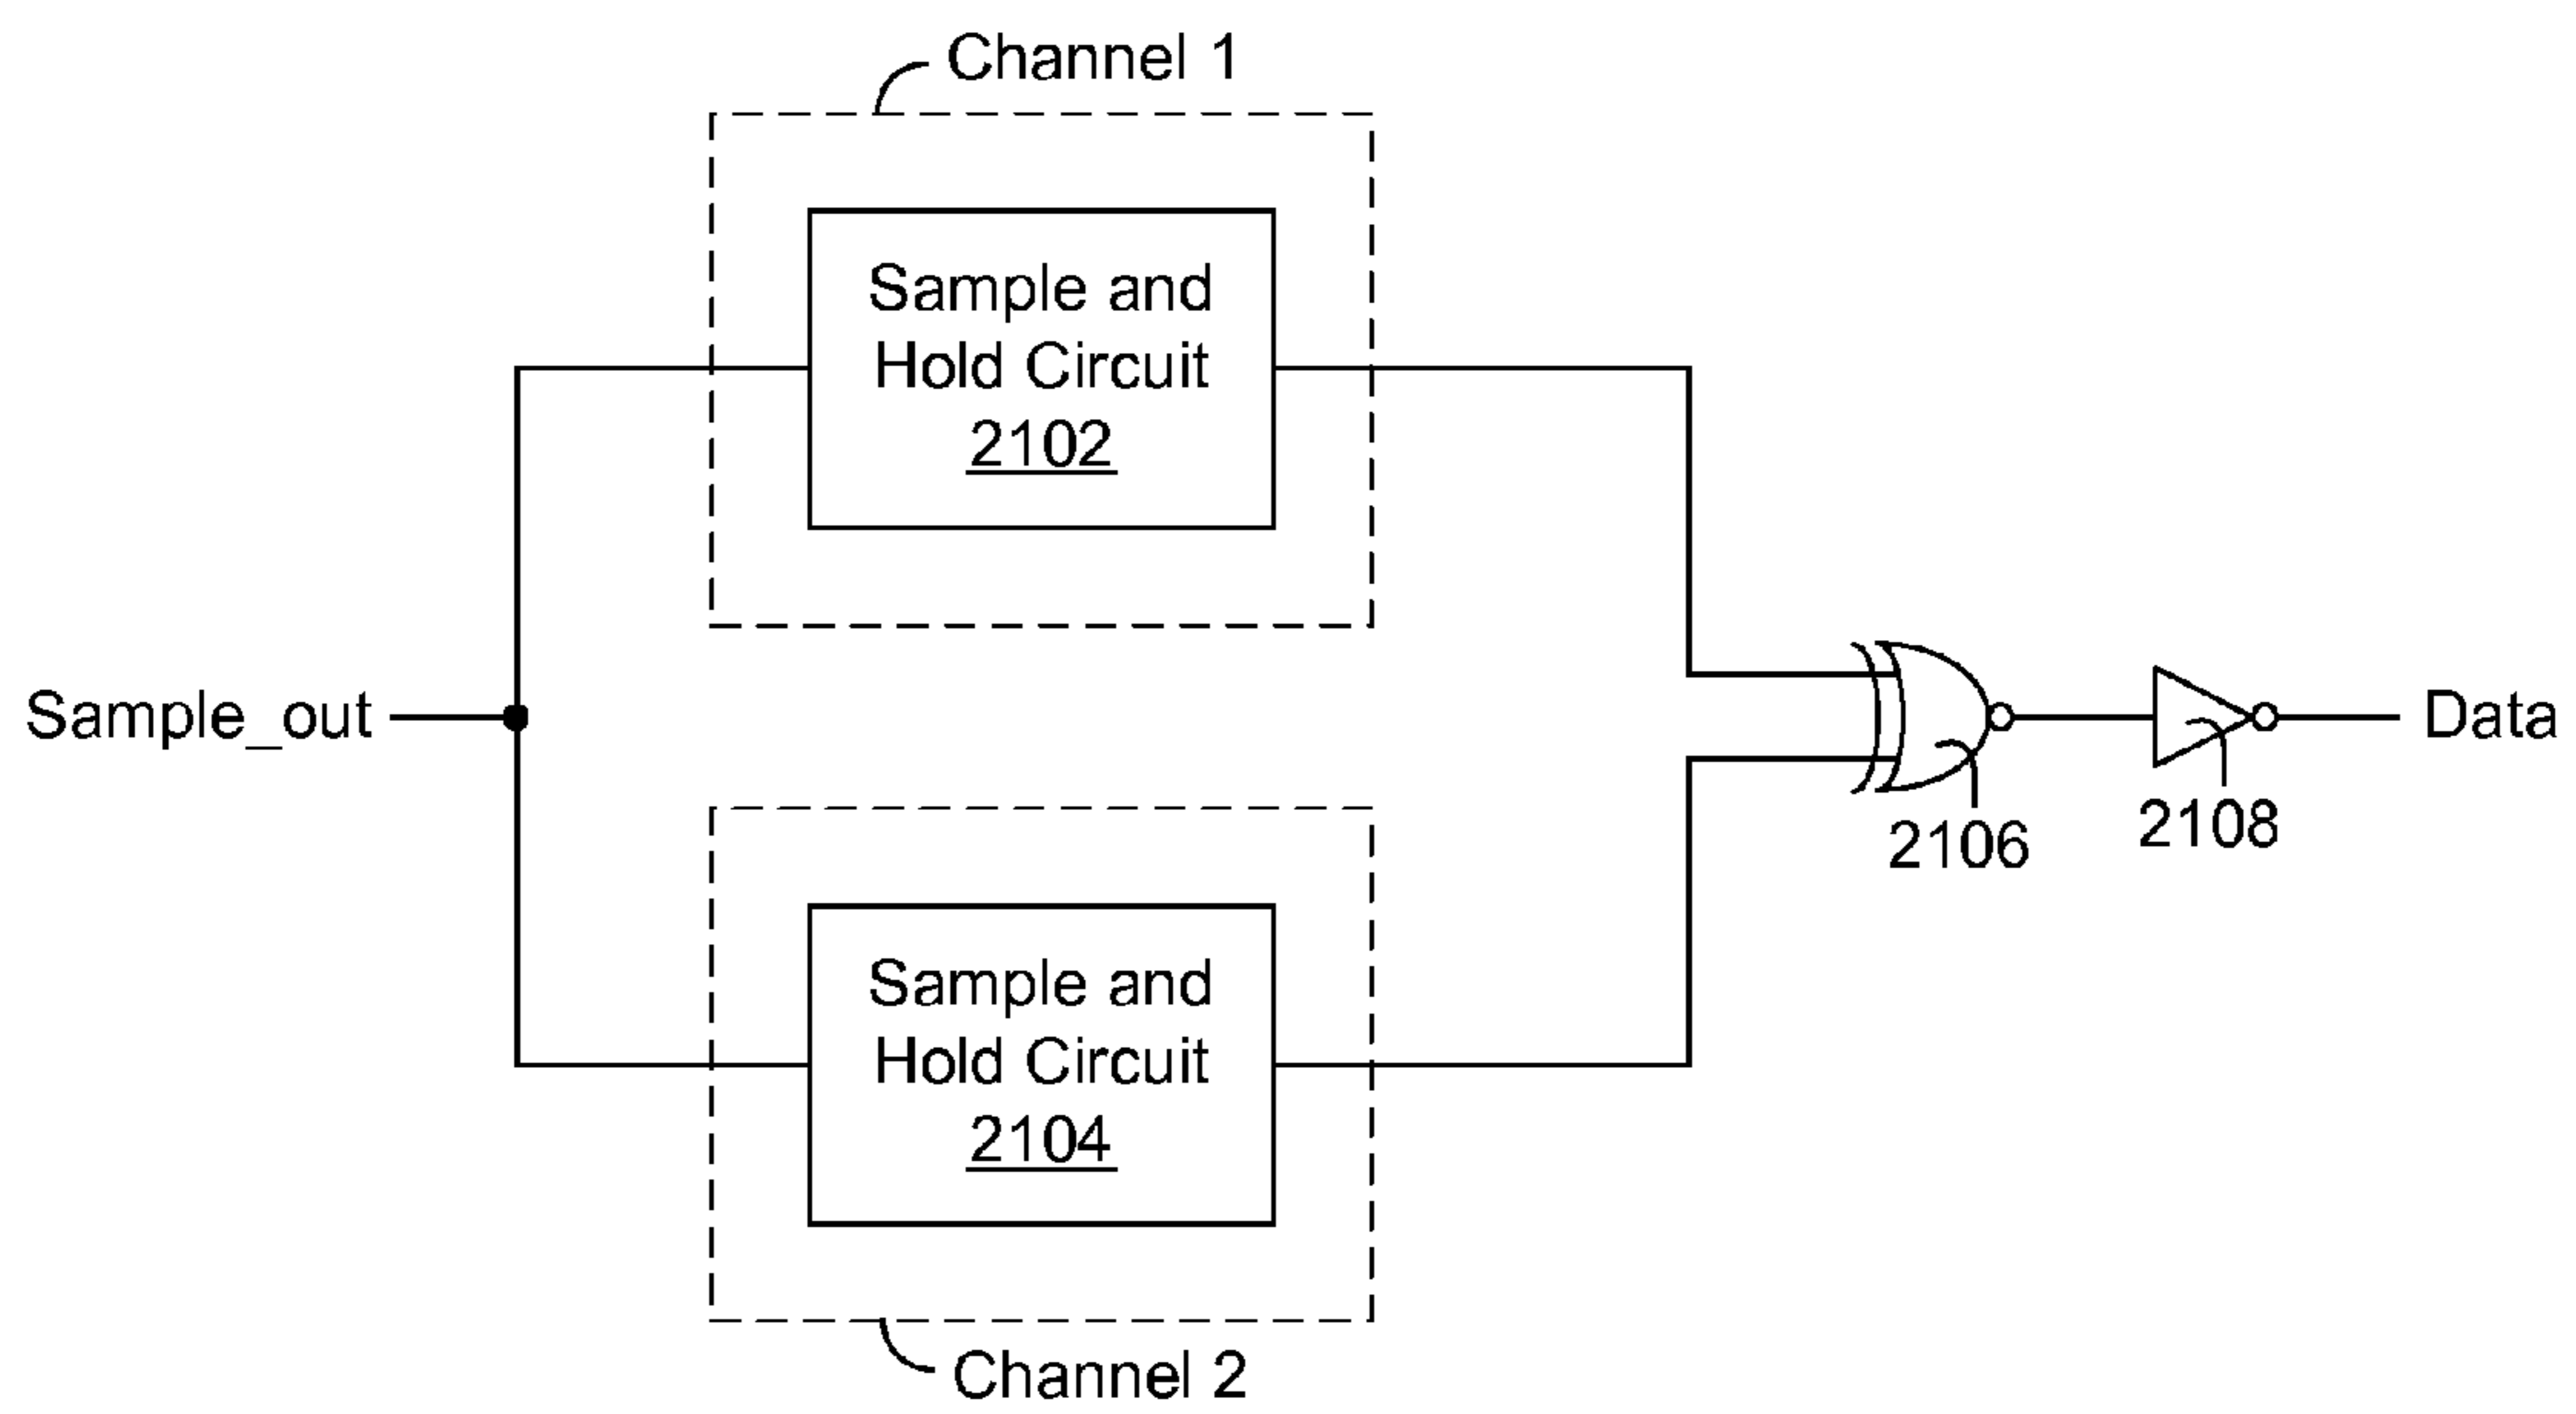 Channel 1
Sample and
Hold Circuit
2102
Sample_out
Data
2106
2108
Sample and
Hold Circuit
2104
Channel 2